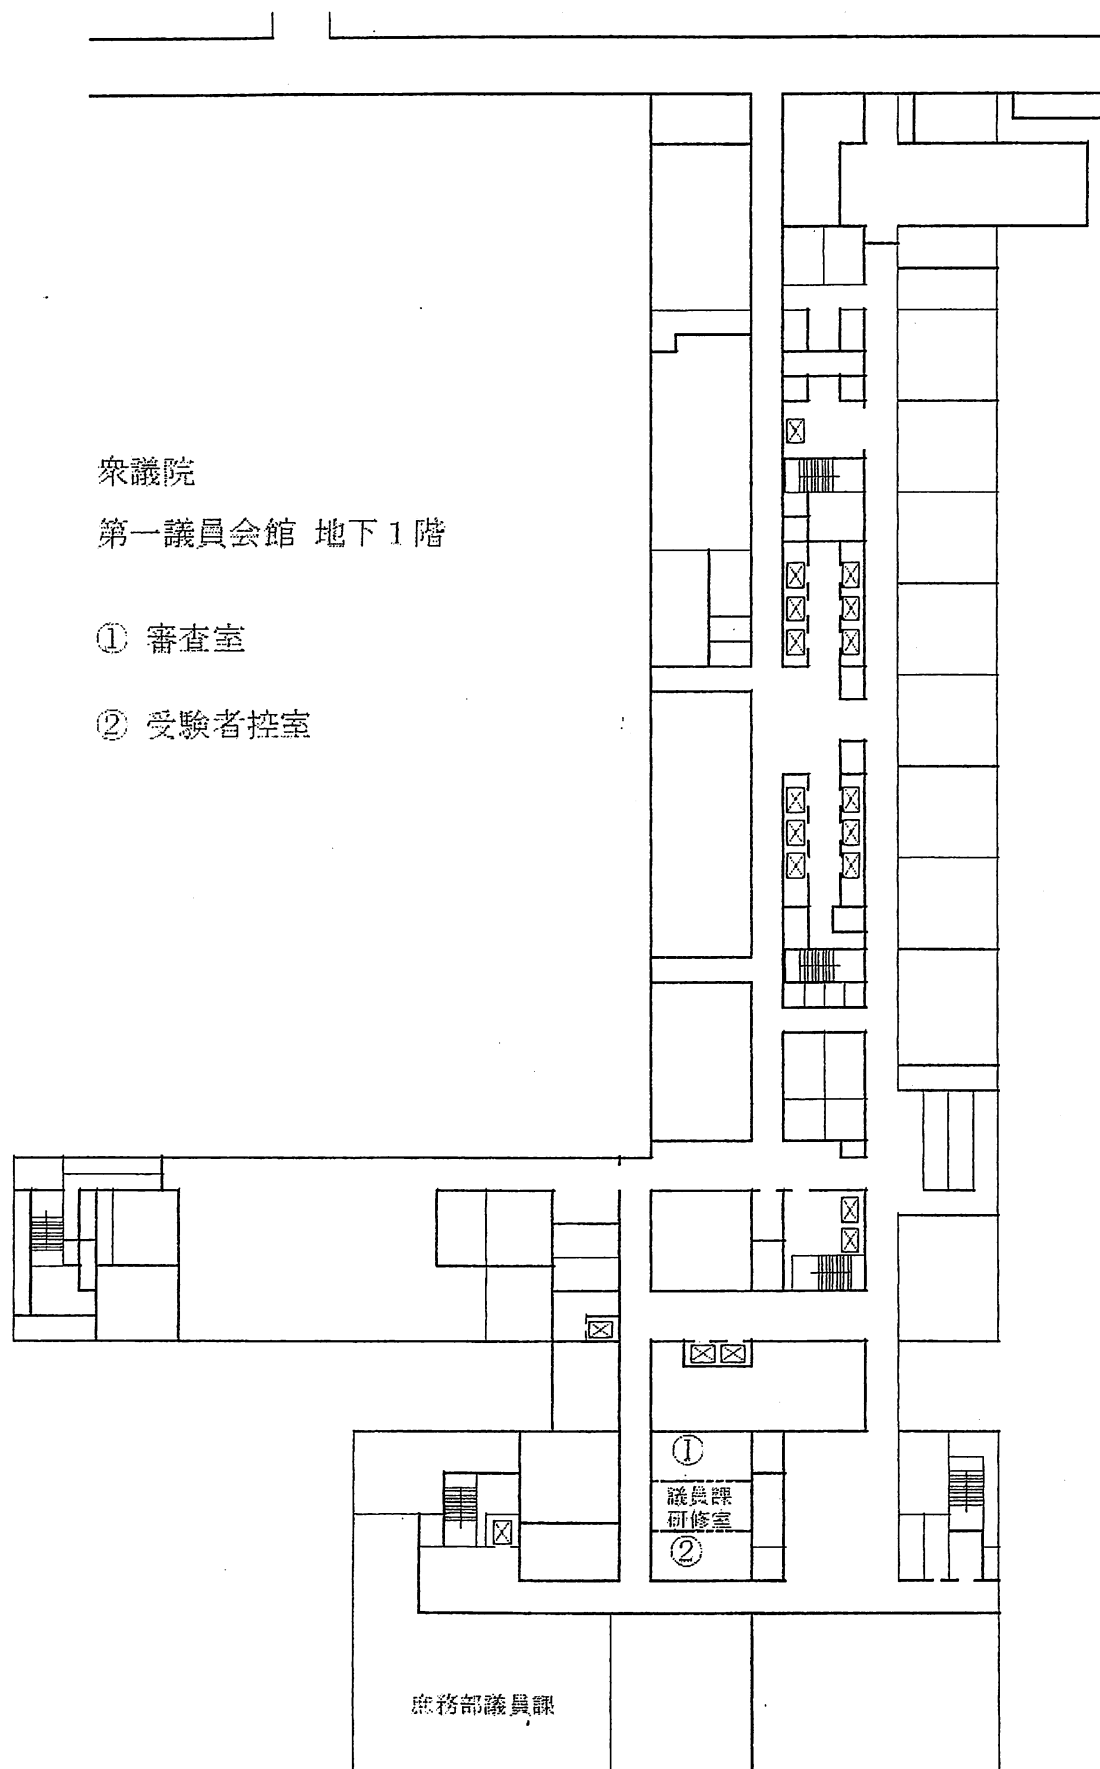 衆議院
第一議員会館 地下1階
① 審査室
② 受験者控室
①
議員課
研修室
②
庶務部議員課